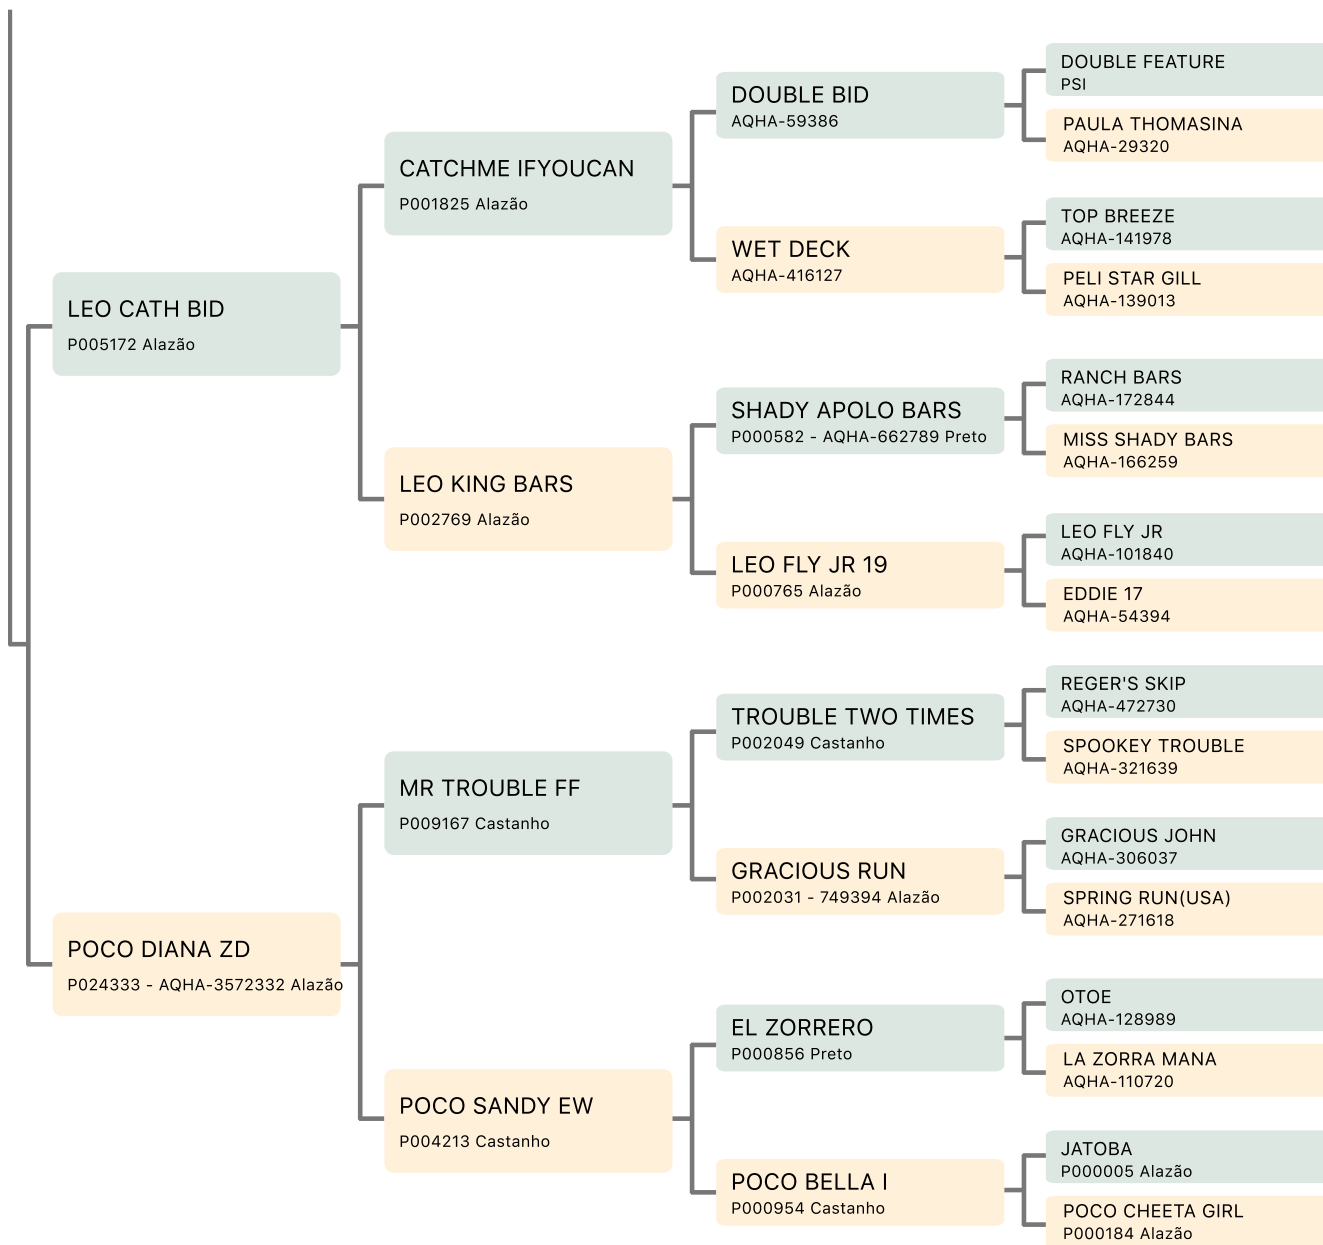 DOUBLE FEATURE
PSI
DOUBLE BID
AQHA-59386
PAULA THOMASINA
AQHA-29320
CATCHME IFYOUCAN
P001825 Alazão
TOP BREEZE
AQHA-141978
WET DECK
AQHA-416127
PELI STAR GILL
AQHA-139013
LEO CATH BID
P005172 Alazão
RANCH BARS
AQHA-172844
SHADY APOLO BARS
P000582 - AQHA-662789 Preto
MISS SHADY BARS
AQHA-166259
LEO KING BARS
P002769 Alazão
LEO FLY JR
AQHA-101840
LEO FLY JR 19
P000765 Alazão
EDDIE 17
AQHA-54394
REGER'S SKIP
AQHA-472730
TROUBLE TWO TIMES
P002049 Castanho
SPOOKEY TROUBLE
AQHA-321639
MR TROUBLE FF
P009167 Castanho
GRACIOUS JOHN
AQHA-306037
GRACIOUS RUN
P002031 - 749394 Alazão
SPRING RUN(USA)
AQHA-271618
POCO DIANA ZD
P024333 - AQHA-3572332 Alazão
OTOE
AQHA-128989
EL ZORRERO
P000856 Preto
LA ZORRA MANA
AQHA-110720
POCO SANDY EW
P004213 Castanho
JATOBA
P000005 Alazão
POCO BELLA I
P000954 Castanho
POCO CHEETA GIRL
P000184 Alazão